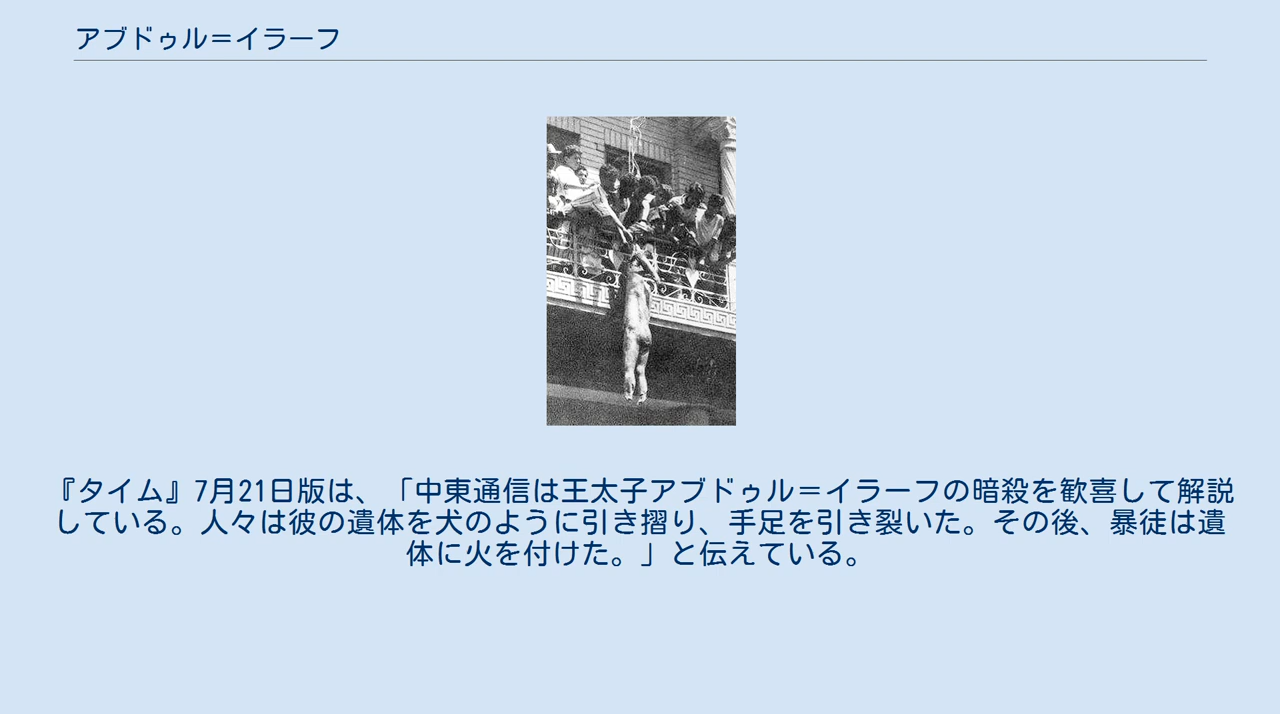 アブドゥル＝イラーフ
『タイム』7月21日版は、「中東通信は王太子アブドゥル＝イラーフの暗殺を歓喜して解説
している。人々は彼の遺体を犬のように引き摺り、手足を引き裂いた。その後、暴徒は遺
体に火を付けた。」と伝えている。